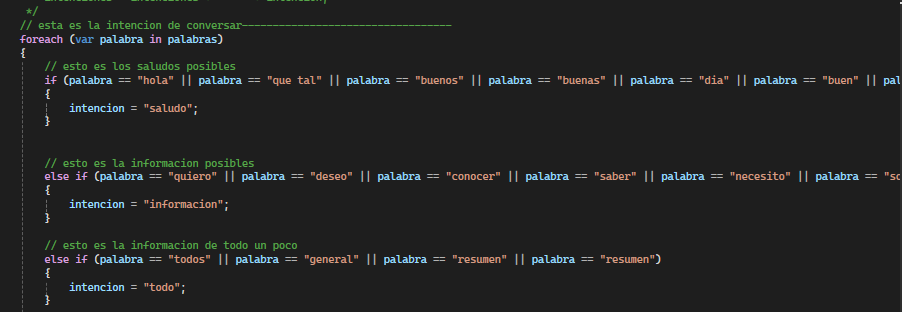 */
// esta es la intencion de conversar----------------------------------
foreach (var palabra in palabras)
{
// esto es los saludos posibles
if (palabra == "hola" || palabra == "que tal" || palabra == "buenos" || palabra == "buenas" || palabra == "dia" || palabra == "buen" || pal
{
intencion = "saludo";
}
// esto es la informacion posibles
else if (palabra == "quiero" || palabra == "deseo" || palabra == "conocer" || palabra == "saber" || palabra == "necesito" || palabra == "so
{
intencion = "informacion";
}
// esto es la informacion de todo un poco
else if (palabra == "todos" || palabra == "general" || palabra == "resumen" || palabra == "resumen")
{
intencion = "todo";
}